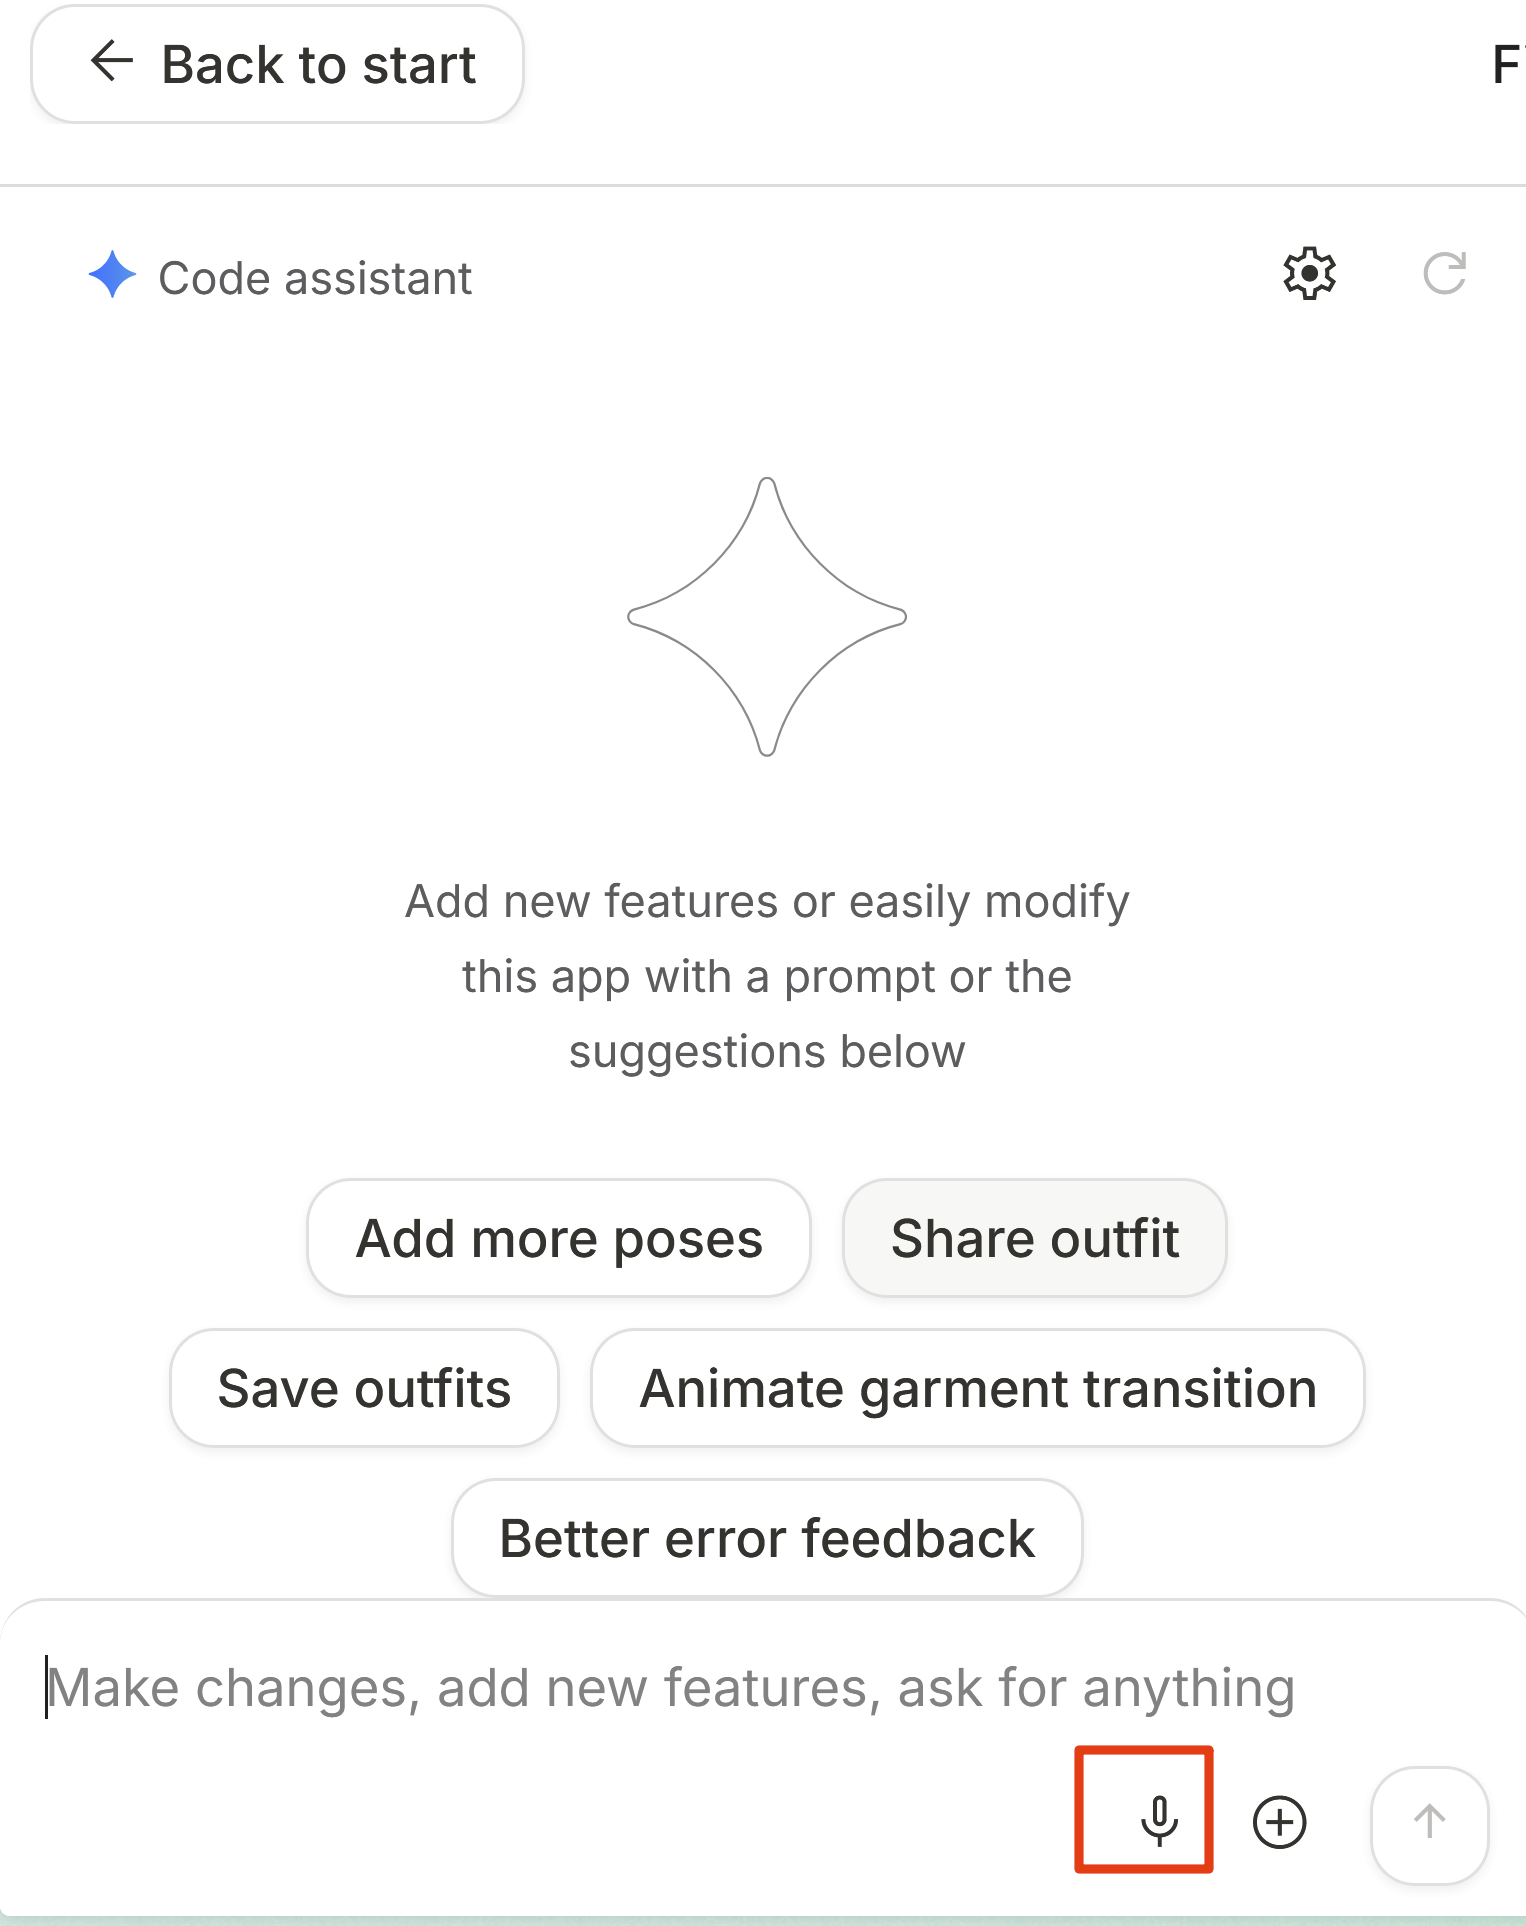 Back to start
Code assistant
Add new features or easily modify
this app with a prompt or the
suggestions below
Add more poses
Share outfit
Save outfits
Animate garment transition
Better error feedback
Make changes, add new features, ask for anything